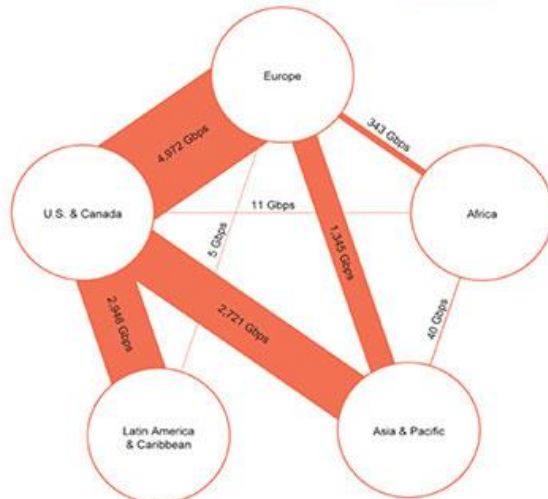 Europe
4,972 Gbps
343 Gbps
U.S. & Canada
11 Gbps
Africa
5 Gbps
1,345 Gbps
2,946 Gbps
2,721 Gbps
40 Gbps
Latin America
& Caribbean
Asia & Pacific